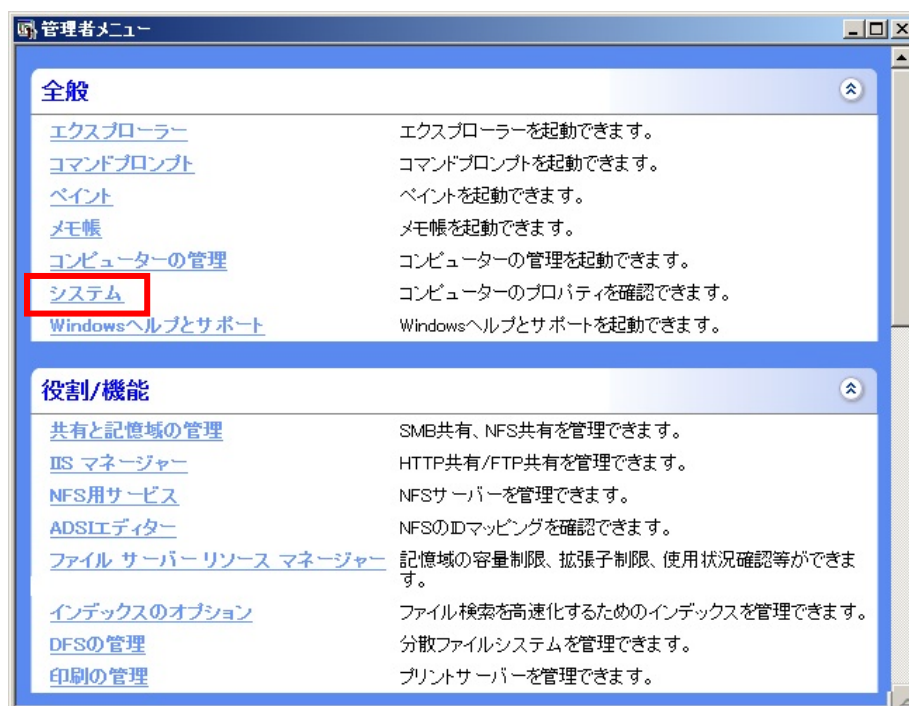 管理者メニュー
全般
エクスプローラー エクスプローラーを起動できます。
コマンドプロンプト コマンドプロンプトを起動できます。
ペイント ペイントを起動できます。
メモ帳 メモ帳を起動できます。
コンピューターの管理 コンピューターの管理を起動できます。
システム コンピューターのプロパティを確認できます。
Windowsヘルプとサポート Windowsヘルプとサポートを起動できます。
役割/機能
共有と記憶域の管理 SMB共有、NFS共有を管理できます。
IIS マネージャー HTTP共有/FTP共有を管理できます。
NFS用サービス NFSサーバーを管理できます。
ADSIエディター NFSのIDマッピングを確認できます。
ファイル サーバー リソース マネージャー 記憶域の容量制限、拡張子制限、使用状況確認等ができま
す。
インデックスのオプション ファイル検索を高速化するためのインデックスを管理できます。
DFSの管理 分散ファイルシステムを管理できます。
印刷の管理 プリントサーバーを管理できます。